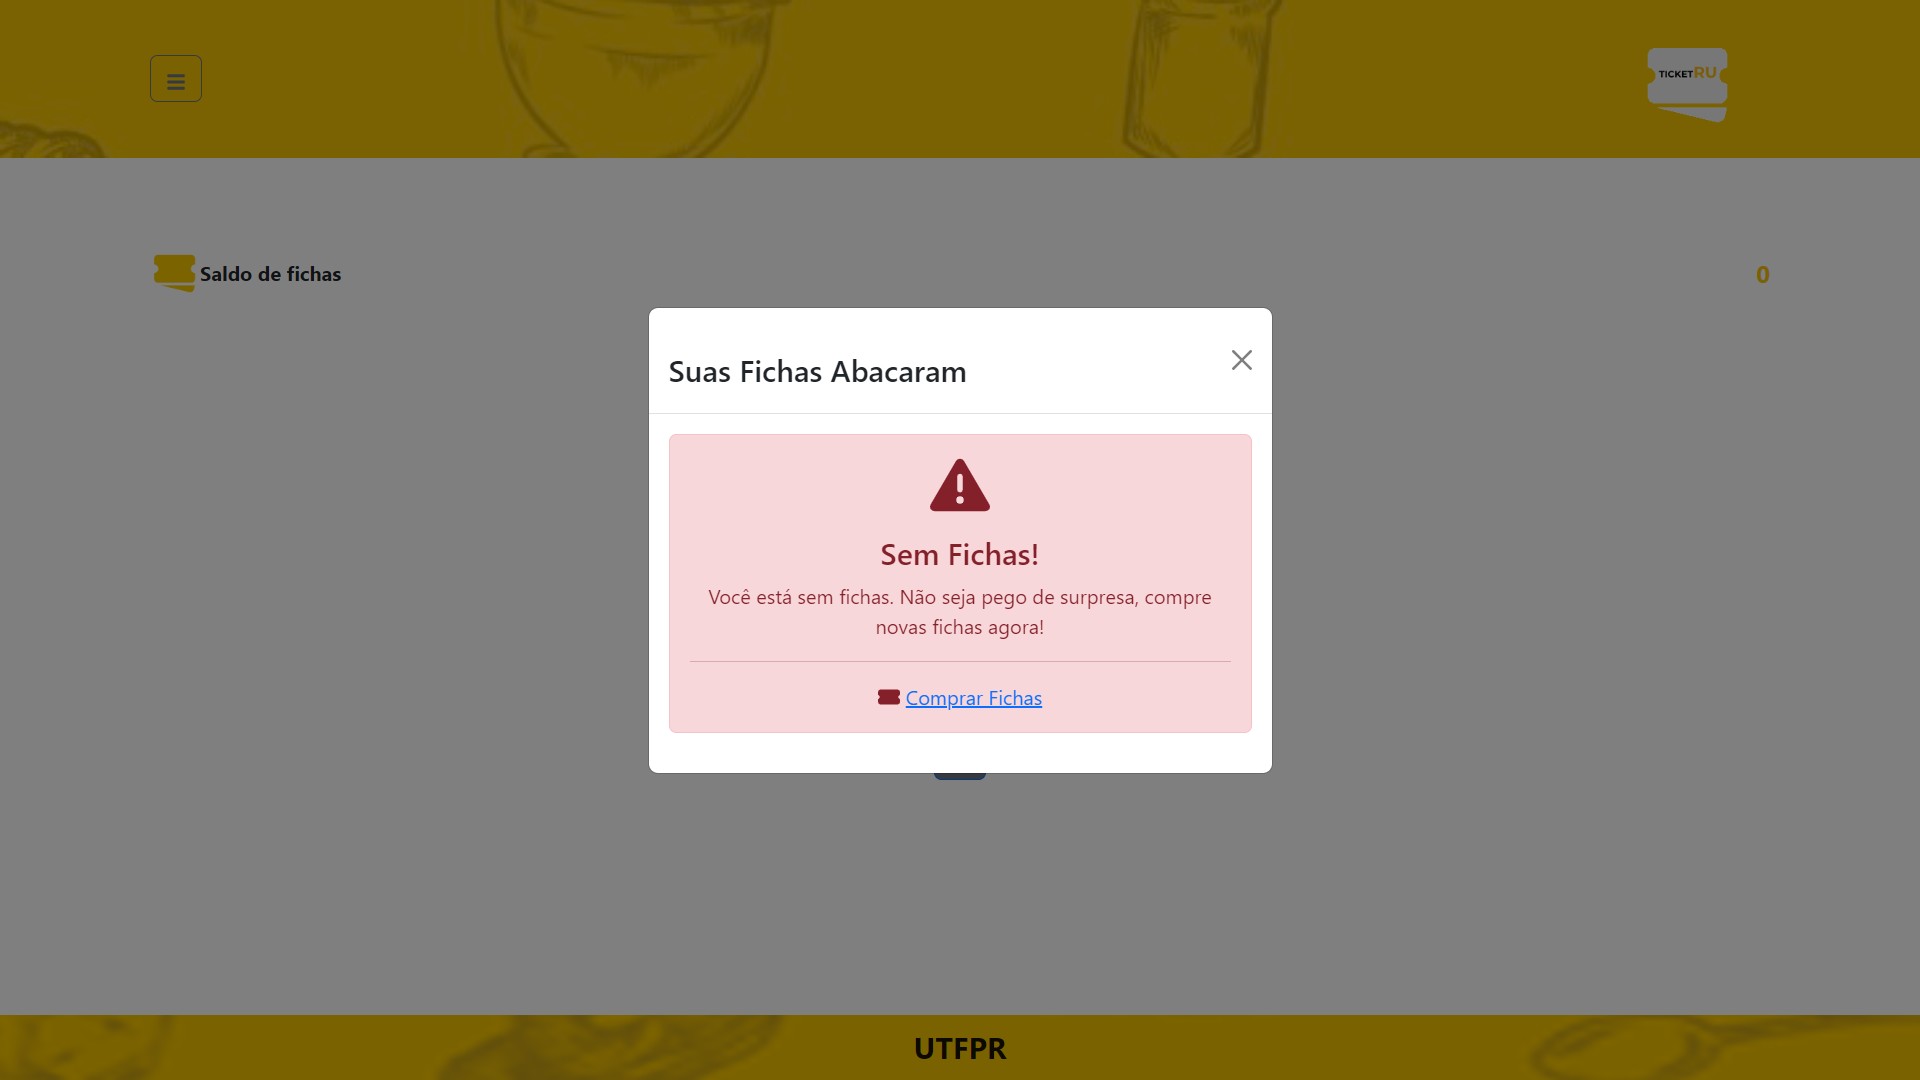 TICKETRU
Saldo de fichas
0
Suas Fichas Abacaram
Sem Fichas!
Você está sem fichas. Não seja pego de surpresa, compre
novas fichas agora!
Comprar Fichas
UTFPR